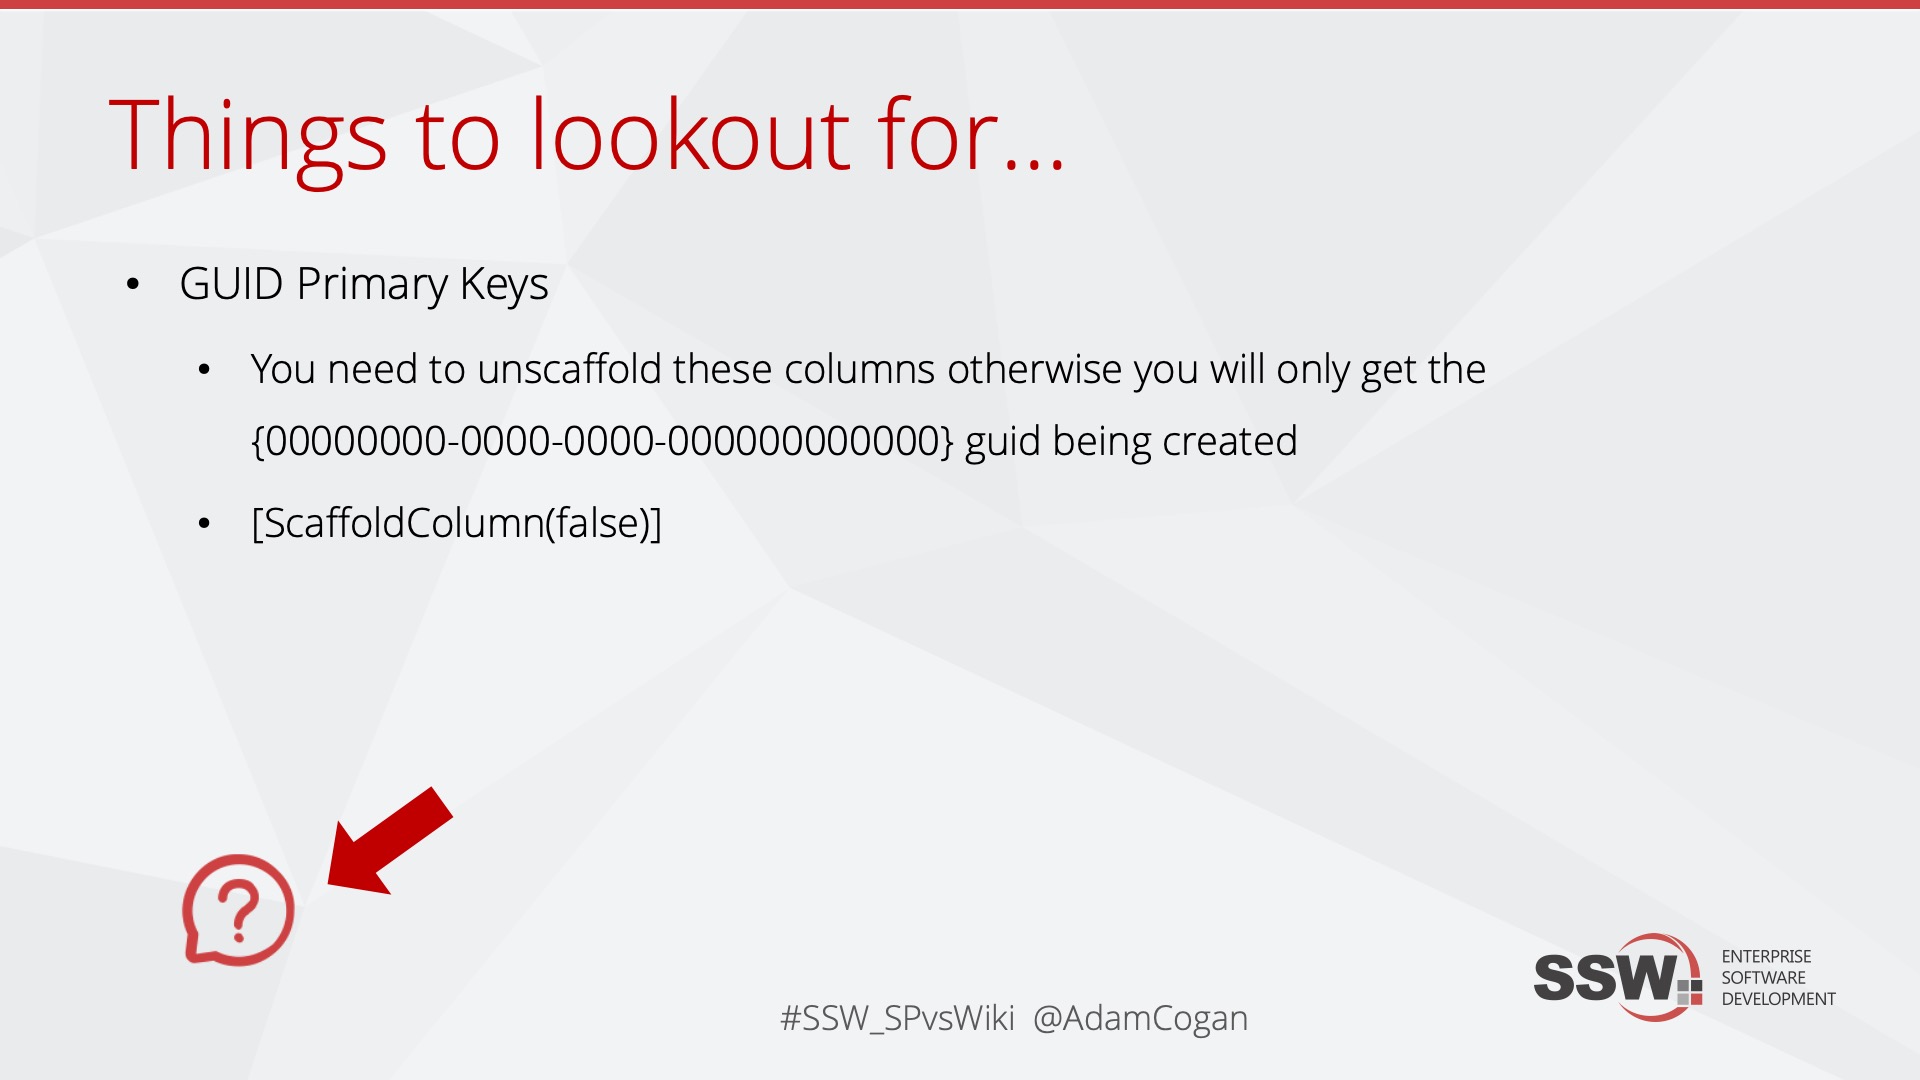 Things to lookout for...
• GUID Primary Keys
• You need to unscaffold these columns otherwise you will only get the
{00000000-0000-0000-000000000000} guid being created
• [ScaffoldColumn(false)]
?
SSW
ENTERPRISE
SOFTWARE
DEVELOPMENT
#SSW_SPvsWiki @AdamCogan